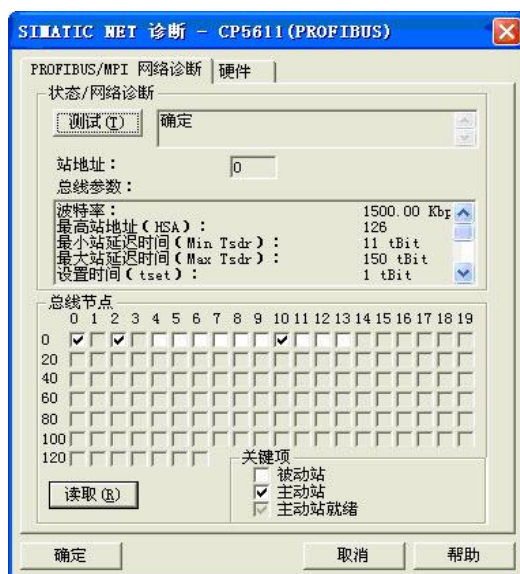 SIMATIC NET 诊断 - CP5611(PROFIBUS)
PROFIBUS/MPI 网络诊断 硬件
状态/网络诊断
测试(T) 确定
站地址： 0
总线参数：
波特率： 1500.00 Kbp
最高站地址(HSA)： 126
最小站延迟时间(Min Tsdr)： 11 tBit
最大站延迟时间(Max Tsdr)： 150 tBit
设置时间(tset)： 1 tBit
总线节点
0 1 2 3 4 5 6 7 8 9 10 11 12 13 14 15 16 17 18 19
0
20
40
60
80
100
120
关键项
被动站
主动站
主动站就绪
读取(R)
确定 取消 帮助